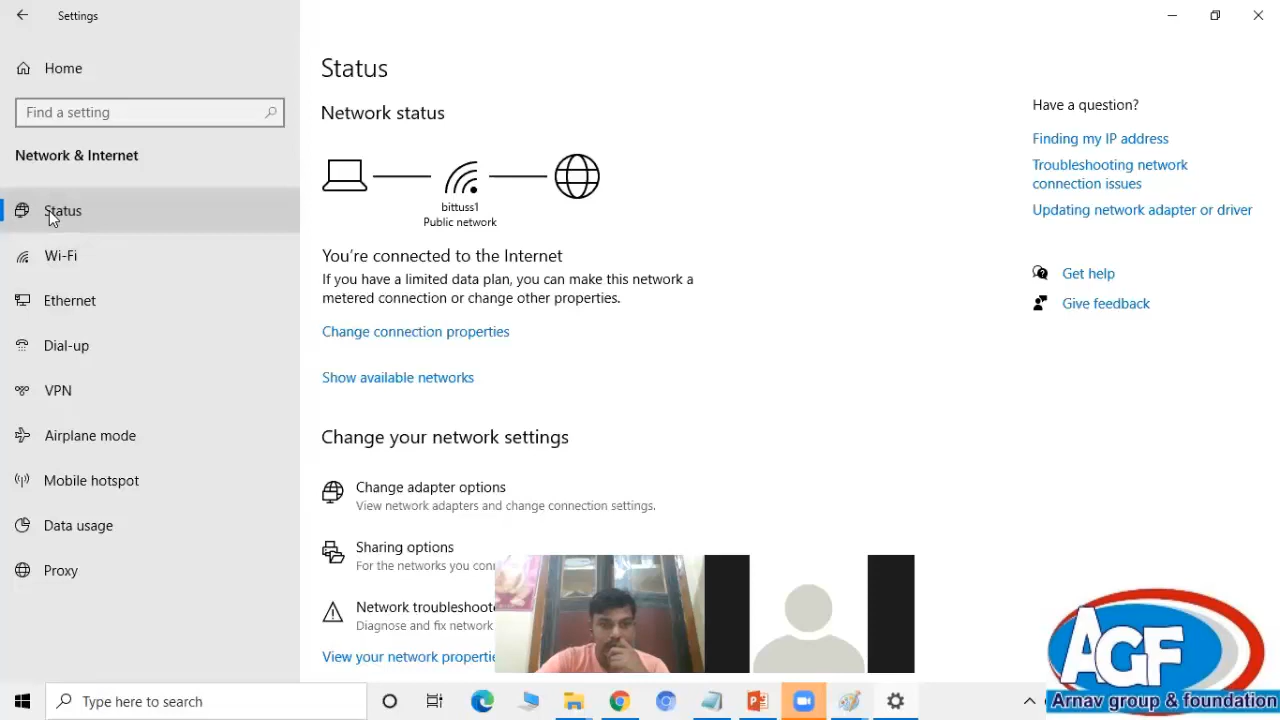 Settings
Home
Find a setting
Network & Internet
Status
Wi-Fi
Ethernet
Dial-up
VPN
Airplane mode
Mobile hotspot
Data usage
Proxy
Status
Network status
bittuss1
Public network
You're connected to the Internet
If you have a limited data plan, you can make this network a
metered connection or change other properties.
Change connection properties
Show available networks
Change your network settings
Change adapter options
View network adapters and change connection settings.
Sharing options
For the networks you conn
Network troubleshoote
Diagnose and fix network
View your network propertie
Have a question?
Finding my IP address
Troubleshooting network
connection issues
Updating network adapter or driver
Get help
Give feedback
AGF
Arnav group & foundation
Type here to search